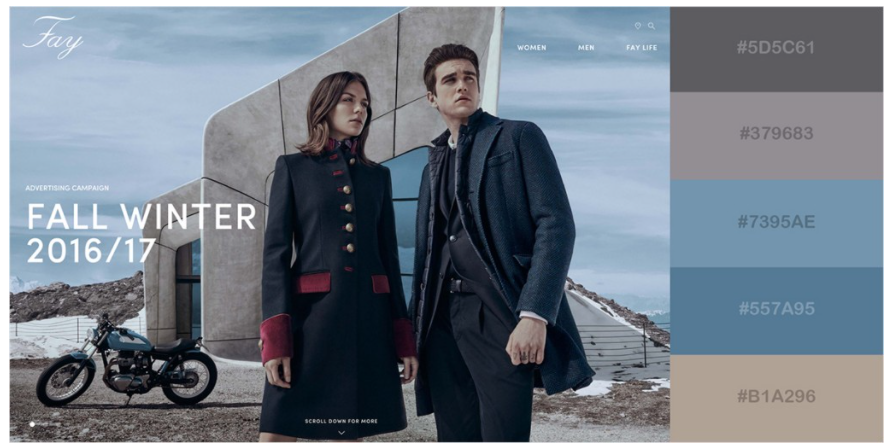 Fay
WOMEN MEN FAY LIFE
ADVERTISING CAMPAIGN
FALL WINTER
2016/17
SCROLL DOWN FOR MORE
#5D5C61
#379683
#7395AE
#557A95
#B1A296